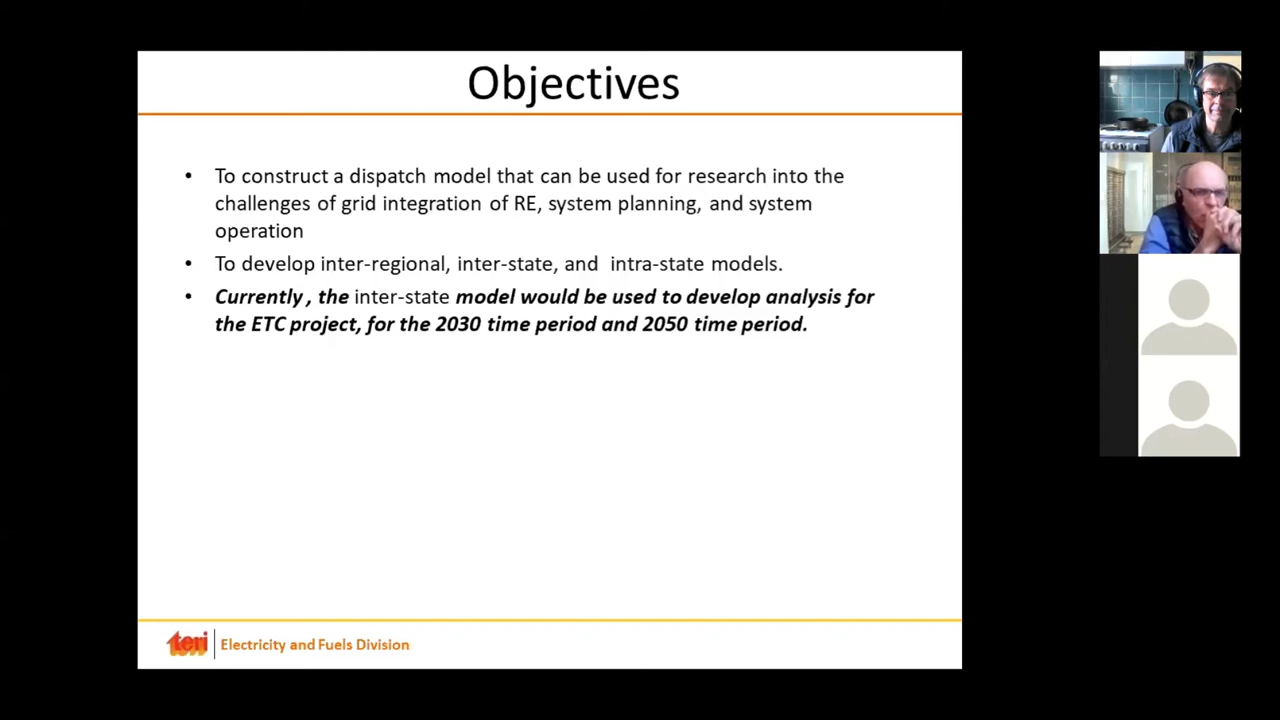 Objectives
• To construct a dispatch model that can be used for research into the
challenges of grid integration of RE, system planning, and system
operation
• To develop inter-regional, inter-state, and intra-state models.
• Currently , the inter-state model would be used to develop analysis for
the ETC project, for the 2030 time period and 2050 time period.
teri
Electricity and Fuels Division